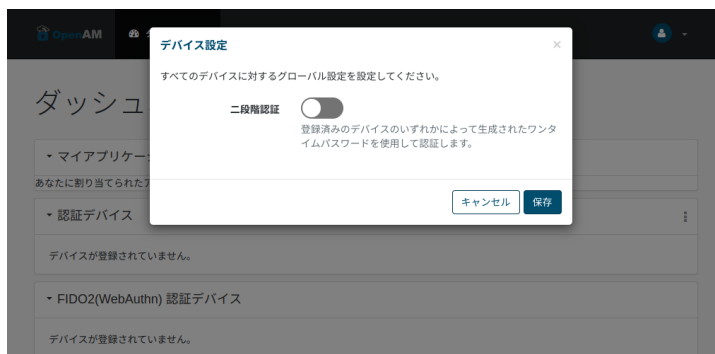 OpenAM
デバイス設定
×
すべてのデバイスに対するグローバル設定を設定してください。
二段階認証
登録済みのデバイスのいずれかによって生成されたワンタ
イムパスワードを使用して認証します。
キャンセル
保存
ダッシュ
マイアプリケー
あなたに割り当てられた
認証デバイス
デバイスが登録されていません。
FIDO2(WebAuthn) 認証デバイス
デバイスが登録されていません。